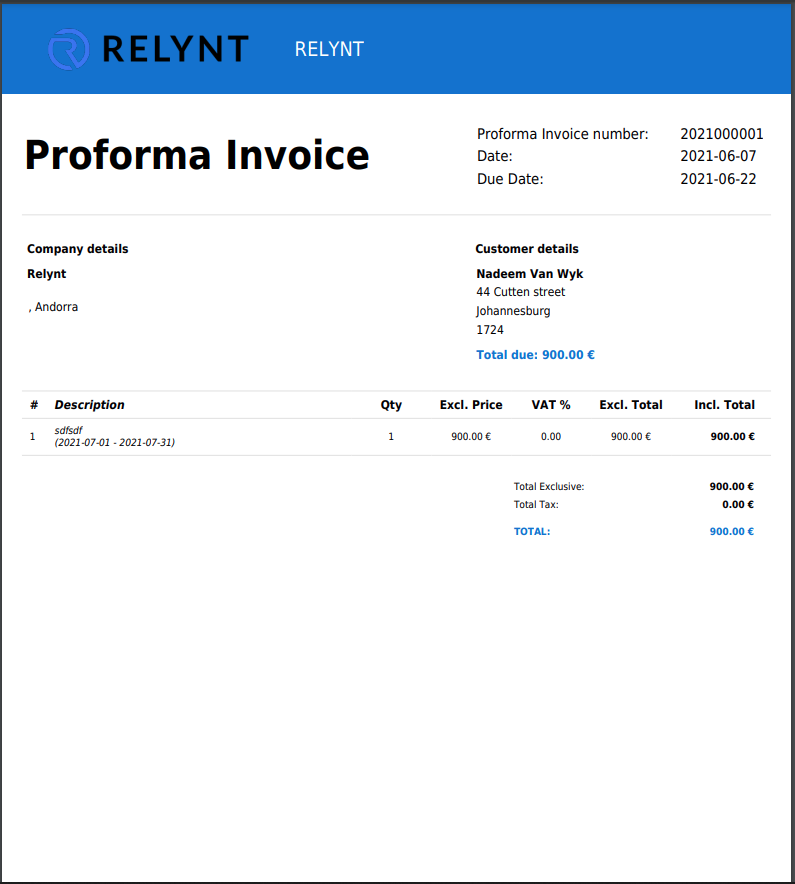 RELYNT RELYNT
Proforma Invoice
Proforma Invoice number: 2021000001
Date: 2021-06-07
Due Date: 2021-06-22
Company details
Relynt
, Andorra
Customer details
Nadeem Van Wyk
44 Cutten street
Johannesburg
1724
Total due: 900.00 €
# Description Qty Excl. Price VAT % Excl. Total Incl. Total
1 sdfsdf 1 900.00 € 0.00 900.00 € 900.00 €
(2021-07-01 - 2021-07-31)
Total Exclusive: 900.00 €
Total Tax: 0.00 €
TOTAL: 900.00 €